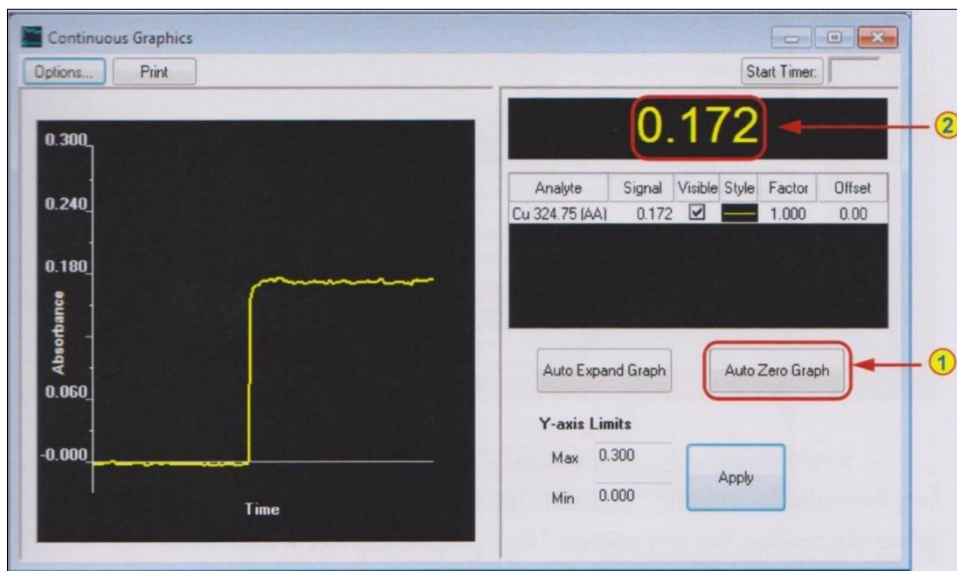 Continuous Graphics
Options... Print Start Timer:
0.300
0.240
0.180
0.060
-0.000
Absorbance
Time
0.172
2
Analyte Signal Visible Style Factor Offset
Cu 324.75 (AA) 0.172 1.000 0.00
Auto Expand Graph Auto Zero Graph
1
Y-axis Limits
Max 0.300
Min 0.000
Apply